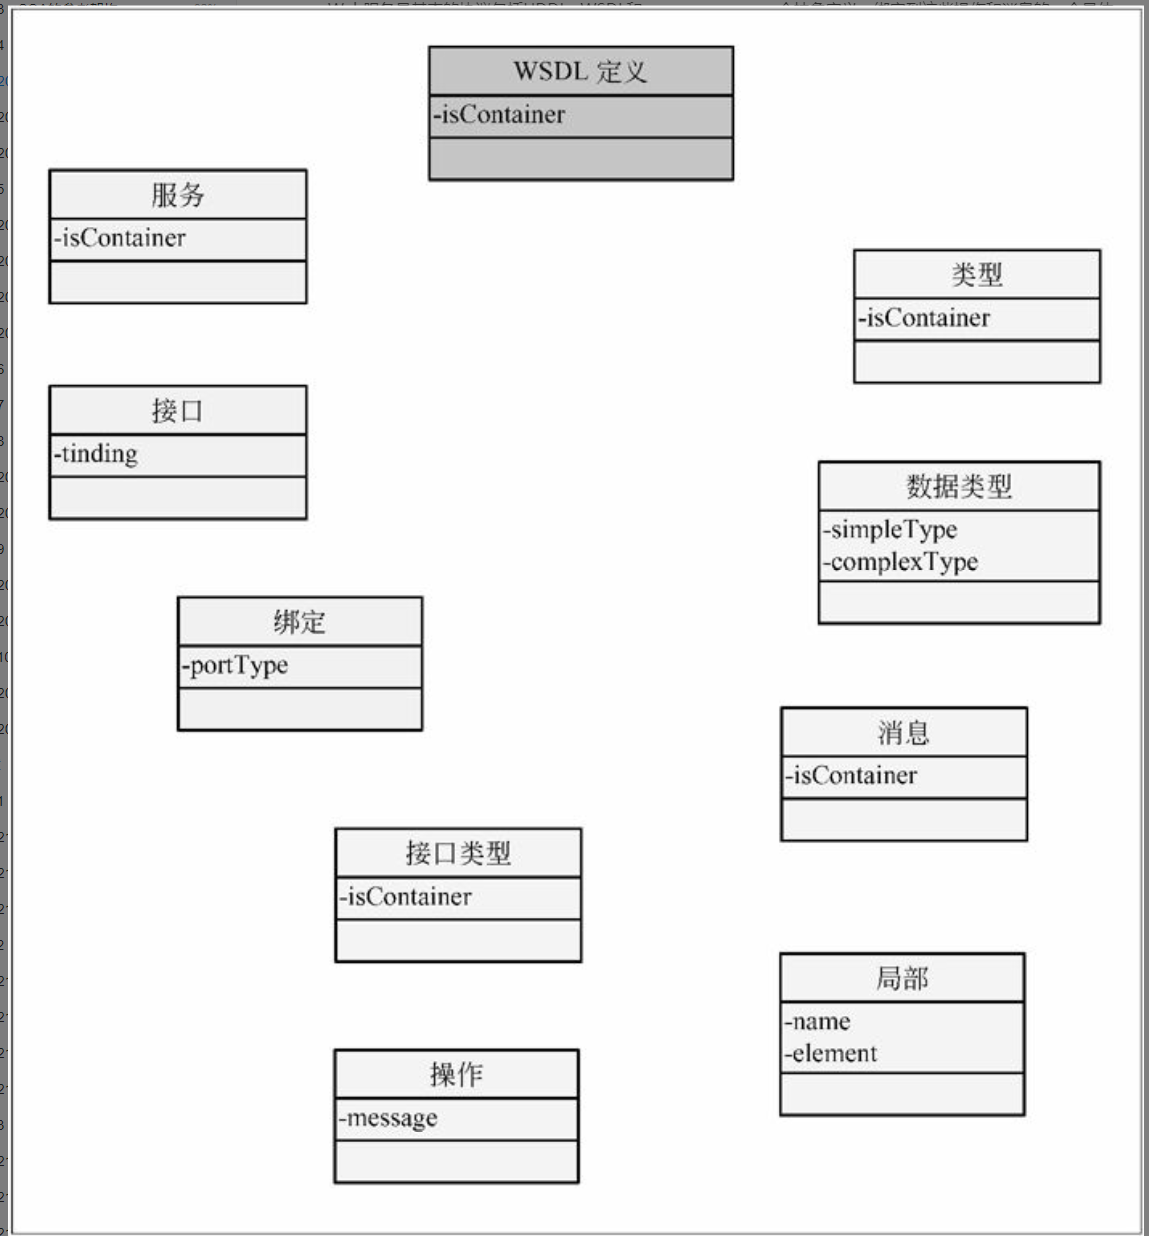 WSDL 定义
-isContainer
服务
-isContainer
类型
-isContainer
接口
-tinding
数据类型
-simpleType
-complexType
绑定
-portType
消息
-isContainer
接口类型
-isContainer
局部
-name
-element
操作
-message